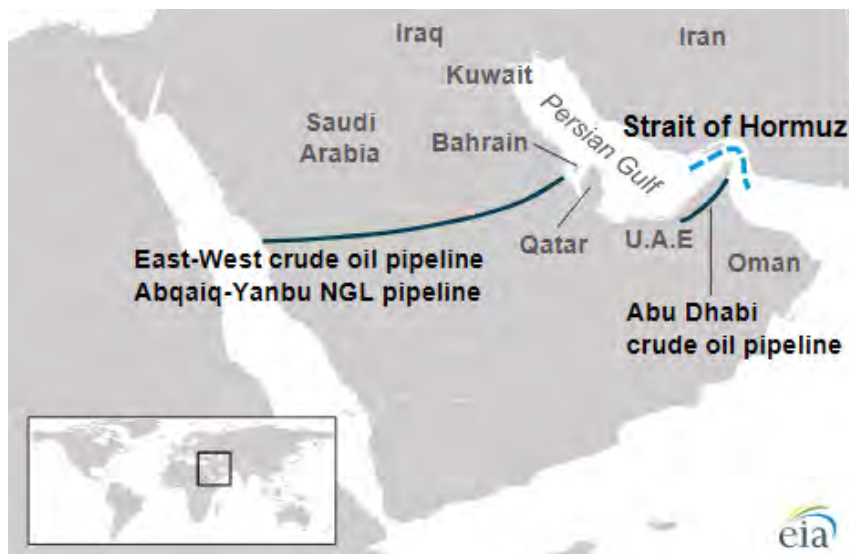 Iraq
Iran
Kuwait
Persian Gulf
Strait of Hormuz
Saudi
Arabia
Bahrain
Qatar
U.A.E
Oman
East-West crude oil pipeline
Abqaiq-Yanbu NGL pipeline
Abu Dhabi
crude oil pipeline
eia